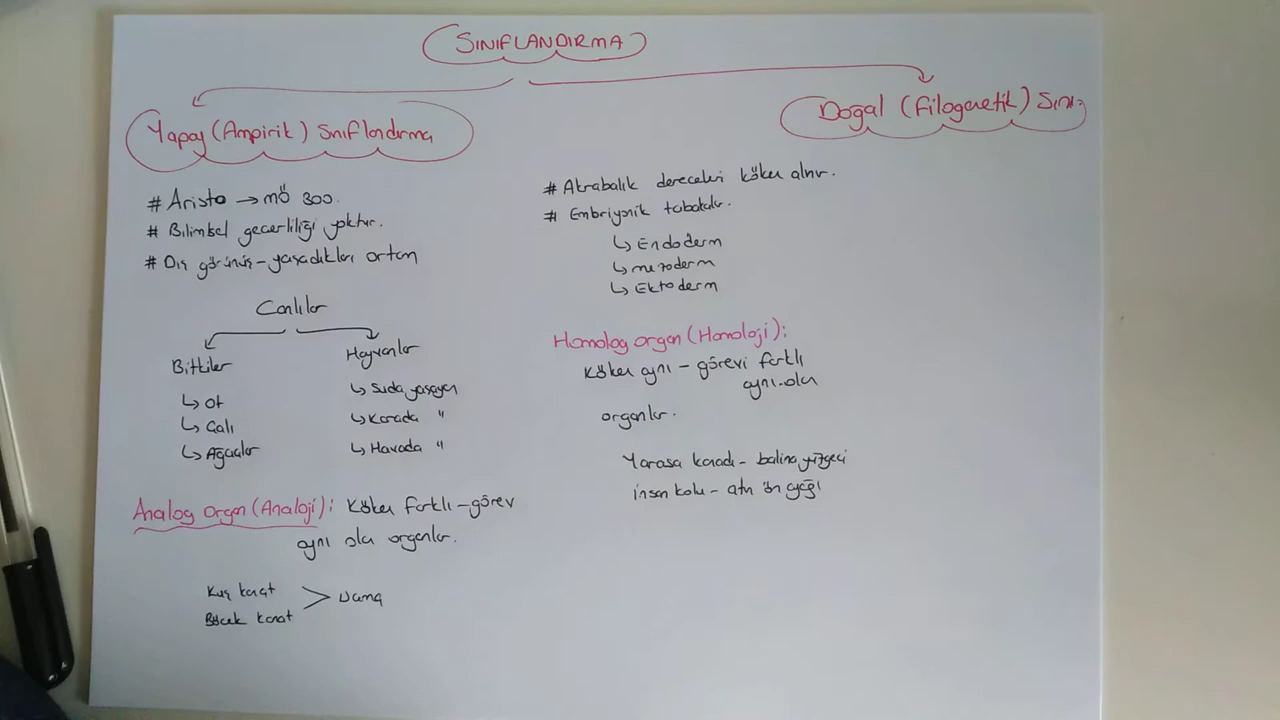 SINIFLANDIRMA
Yapay (Ampirik) Sınıflandırma
# Aristo → mÖ 300.
# Bilimsel geçerliliği yoktur.
# Dış görünüş - yaşadıkları ortam
Canlılar
Bitkiler
↳ ot
↳ Çalı
↳ Ağaçlar
Hayvanlar
↳ Suda yaşayan
↳ Karada "
↳ Havada "
Analog Organ (Analoji): Köken farklı - görev
aynı olan organlar.
Kuş kanat
Böcek kanat
> Uçma
Doğal (Filogenetik) Sını
# Akrabalık dereceleri köken alınır.
# Embriyonik tabakalar.
↳ Endoderm
↳ mezoderm
↳ Ektoderm
Homolog organ (Homoloji):
Köken aynı - görevi farklı
aynı olan
organlar.
Yarasa kanadı - balina yüzgeci
insan kolu - atın ön ayağı